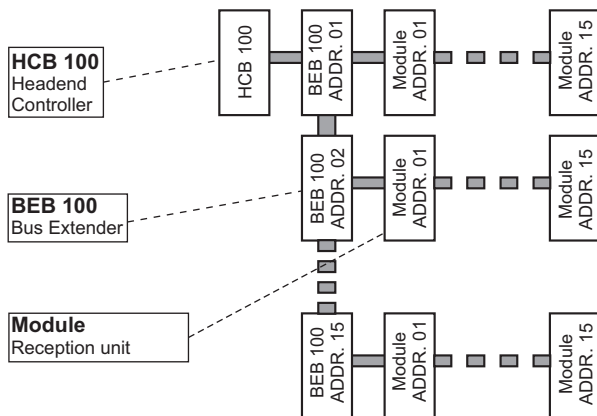 HCB 100
Headend
Controller
HCB 100
BEB 100
ADDR. 01
Module
ADDR. 01
Module
ADDR. 15
BEB 100
Bus Extender
BEB 100
ADDR. 02
Module
ADDR. 01
Module
ADDR. 15
Module
Reception unit
BEB 100
ADDR. 15
Module
ADDR. 01
Module
ADDR. 15